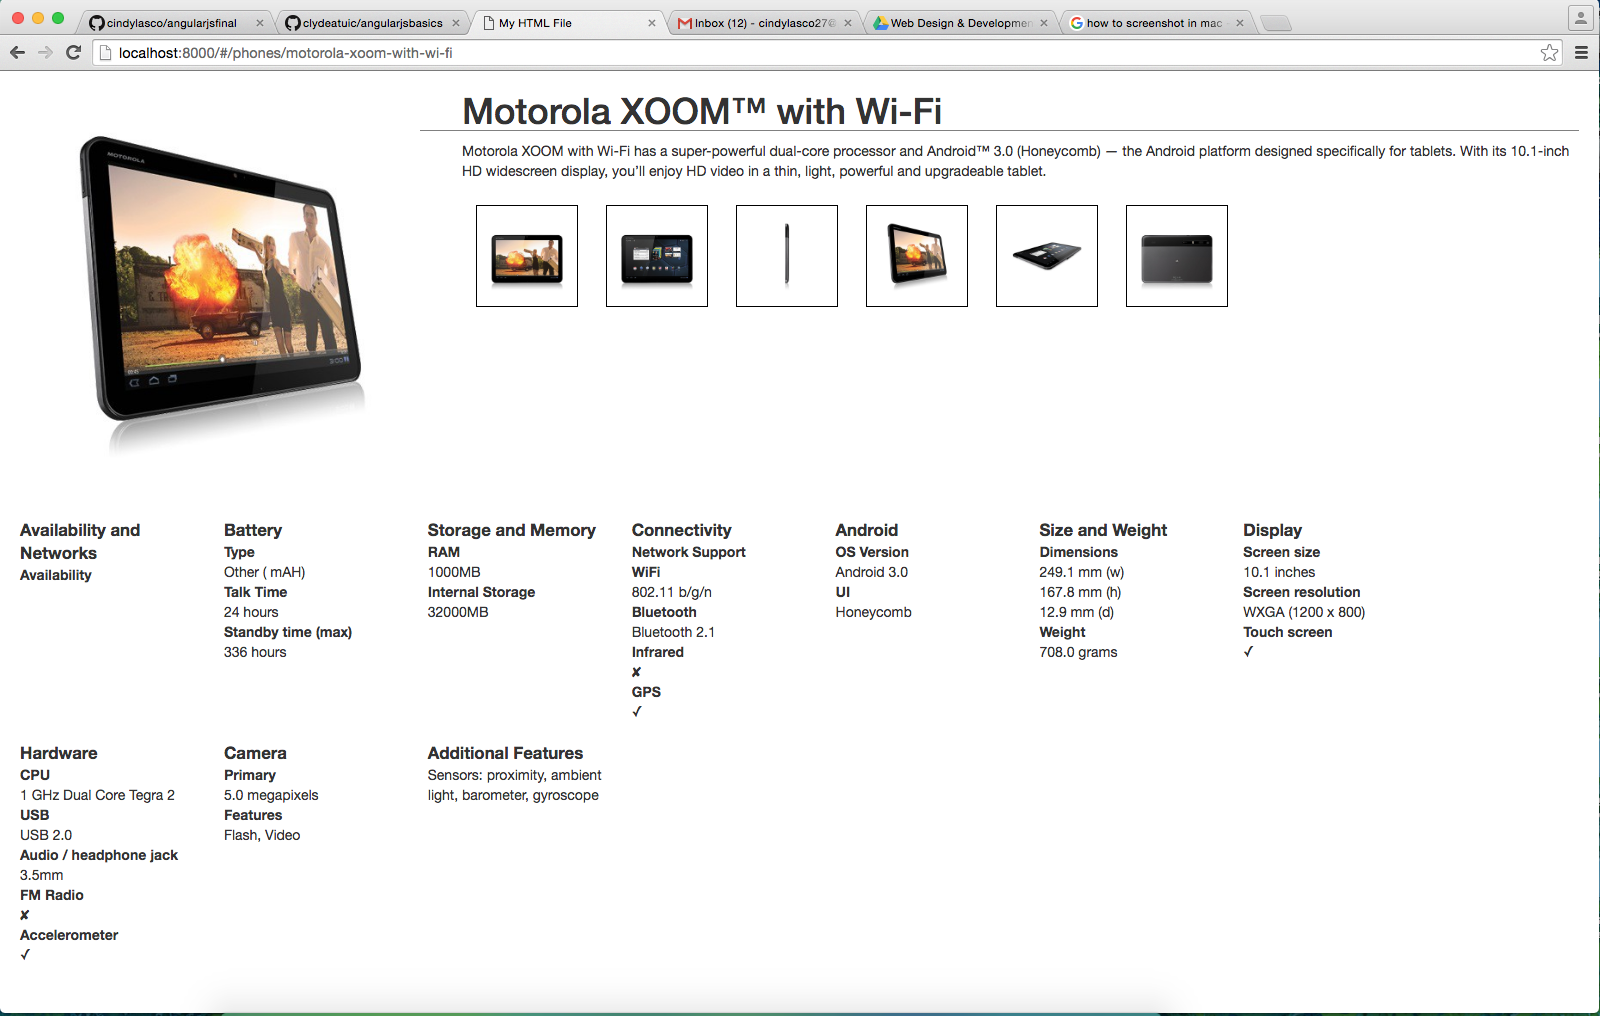 cindylasco/angularjsfinal
clydeatuic/angularjsbasics
My HTML File
Inbox (12) - cindylasco27@
Web Design & Developmen
how to screenshot in mac -
localhost:8000/#/phones/motorola-xoom-with-wi-fi
MOTOROLA
Motorola XOOM™ with Wi-Fi
Motorola XOOM with Wi-Fi has a super-powerful dual-core processor and Android™ 3.0 (Honeycomb) — the Android platform designed specifically for tablets. With its 10.1-inch
HD widescreen display, you’ll enjoy HD video in a thin, light, powerful and upgradeable tablet.
Availability and
Networks
Availability
Battery
Type
Other ( mAH)
Talk Time
24 hours
Standby time (max)
336 hours
Storage and Memory
RAM
1000MB
Internal Storage
32000MB
Connectivity
Network Support
WiFi
802.11 b/g/n
Bluetooth
Bluetooth 2.1
Infrared
✘
GPS
✓
Android
OS Version
Android 3.0
UI
Honeycomb
Size and Weight
Dimensions
249.1 mm (w)
167.8 mm (h)
12.9 mm (d)
Weight
708.0 grams
Display
Screen size
10.1 inches
Screen resolution
WXGA (1200 x 800)
Touch screen
✓
Hardware
CPU
1 GHz Dual Core Tegra 2
USB
USB 2.0
Audio / headphone jack
3.5mm
FM Radio
✘
Accelerometer
✓
Camera
Primary
5.0 megapixels
Features
Flash, Video
Additional Features
Sensors: proximity, ambient
light, barometer, gyroscope